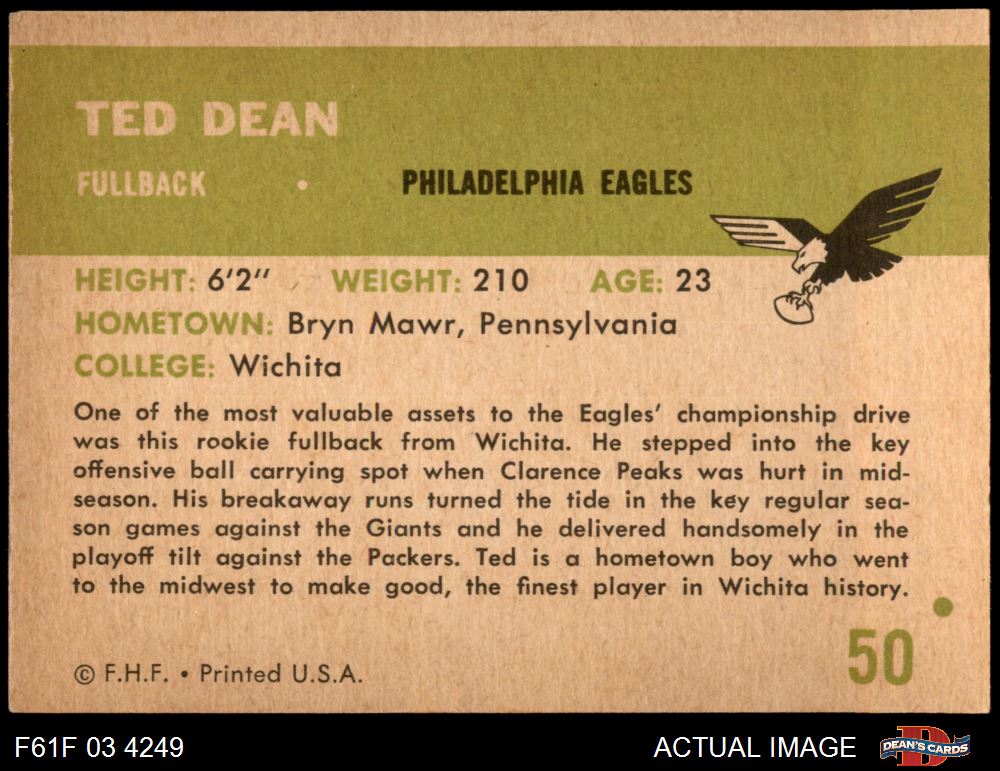 TED DEAN
FULLBACK • PHILADELPHIA EAGLES
HEIGHT: 6'2" WEIGHT: 210 AGE: 23
HOMETOWN: Bryn Mawr, Pennsylvania
COLLEGE: Wichita
One of the most valuable assets to the Eagles' championship drive
was this rookie fullback from Wichita. He stepped into the key
offensive ball carrying spot when Clarence Peaks was hurt in mid-
season. His breakaway runs turned the tide in the key regular sea-
son games against the Giants and he delivered handsomely in the
playoff tilt against the Packers. Ted is a hometown boy who went
to the midwest to make good, the finest player in Wichita history.
50
© F.H.F. • Printed U.S.A.
F61F 03 4249 ACTUAL IMAGE DEAN'S CARDS